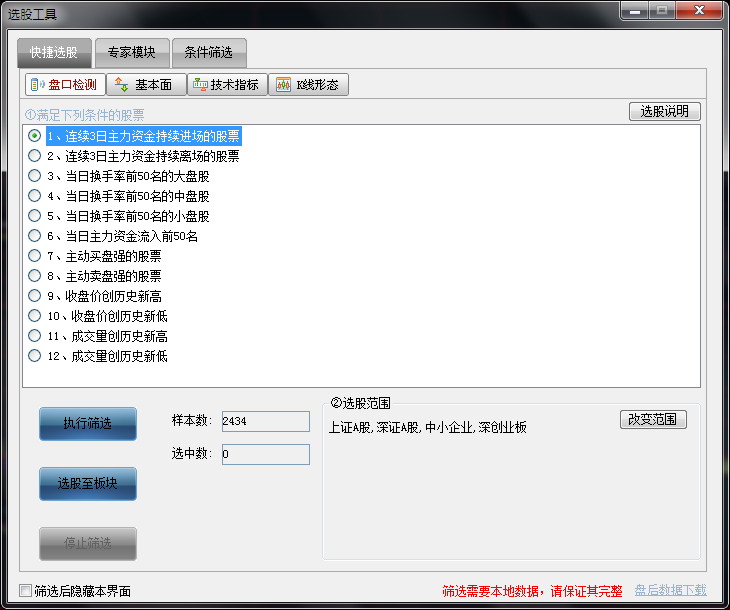 选股工具
快捷选股 专家模块 条件筛选
盘口检测 基本面 技术指标 K线形态
①满足下列条件的股票 选股说明
1、连续3日主力资金持续进场的股票
2、连续3日主力资金持续离场的股票
3、当日换手率前50名的大盘股
4、当日换手率前50名的中盘股
5、当日换手率前50名的小盘股
6、当日主力资金流入前50名
7、主动买盘强的股票
8、主动卖盘强的股票
9、收盘价创历史新高
10、收盘价创历史新低
11、成交量创历史新高
12、成交量创历史新低
执行筛选
选股至板块
停止筛选
样本数: 2434
选中数: 0
②选股范围
上证A股,深证A股,中小企业,深创业板
改变范围
筛选后隐藏本界面
筛选需要本地数据，请保证其完整 盘后数据下载